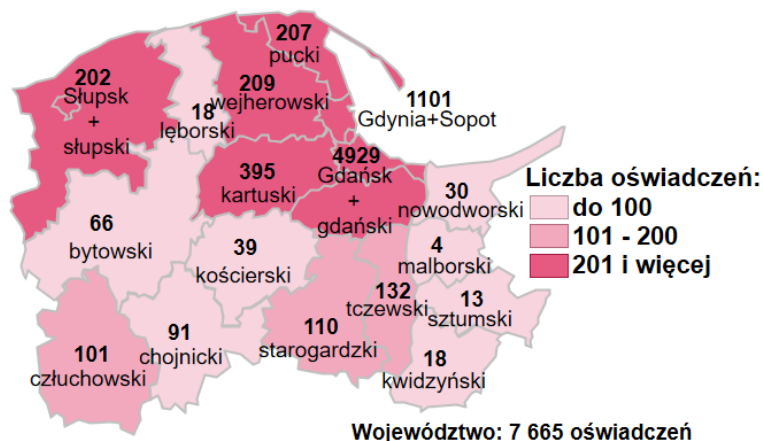 207
pucki
202
Słupsk
+
słupski
209
wejherowski
18
lęborski
1101
Gdynia+Sopot
395
kartuski
4929
Gdańsk
+
gdański
30
nowodworski
66
bytowski
39
kościerski
4
malborski
132
tczewski
13
sztumski
101
człuchowski
91
chojnicki
110
starogardzki
18
kwidzyński
Liczba oświadczeń:
do 100
101 - 200
201 i więcej
Województwo: 7 665 oświadczeń